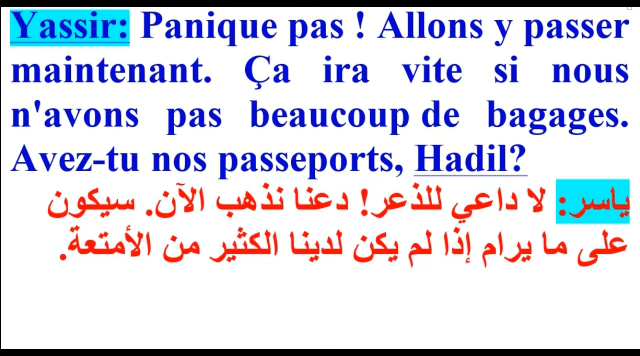 Yassir: Panique pas ! Allons y passer
maintenant. Ça ira vite si nous
n'avons pas beaucoup de bagages.
Avez-tu nos passeports, Hadil?
ياسر: لا داعي للذعر! دعنا نذهب الآن. سيكون
على ما يرام إذا لم يكن لدينا الكثير من الأمتعة.